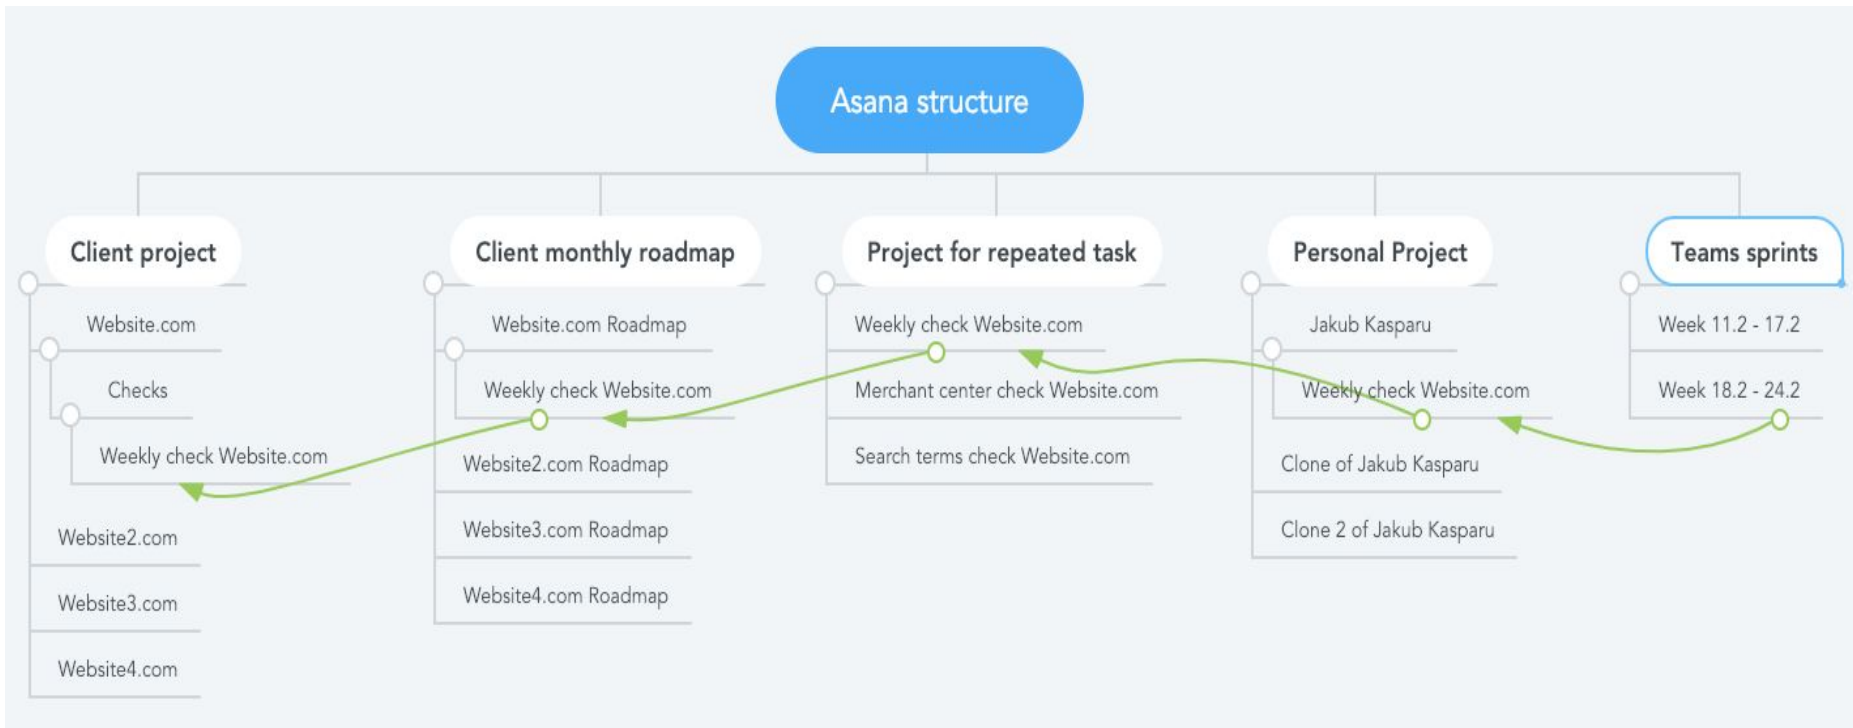 Asana structure
Client project
Website.com
Checks
Weekly check Website.com
Website2.com
Website3.com
Website4.com
Client monthly roadmap
Website.com Roadmap
Weekly check Website.com
Website2.com Roadmap
Website3.com Roadmap
Website4.com Roadmap
Project for repeated task
Weekly check Website.com
Merchant center check Website.com
Search terms check Website.com
Personal Project
Jakub Kasparu
Weekly check Website.com
Clone of Jakub Kasparu
Clone 2 of Jakub Kasparu
Teams sprints
Week 11.2 - 17.2
Week 18.2 - 24.2